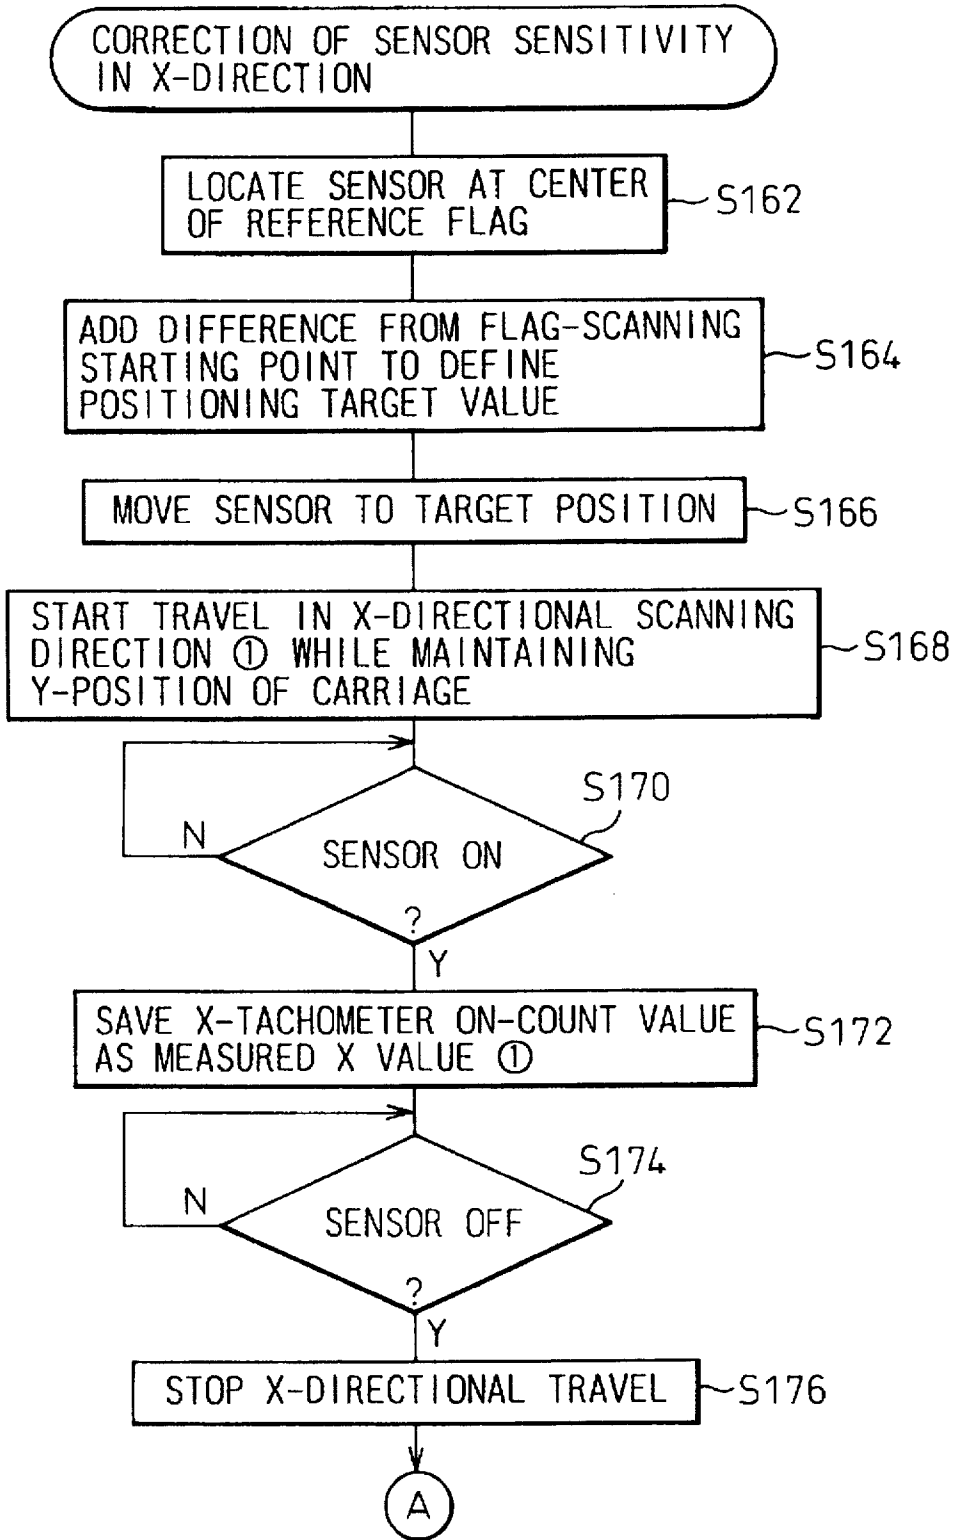 CORRECTION OF SENSOR SENSITIVITY
IN X-DIRECTION
LOCATE SENSOR AT CENTER
OF REFERENCE FLAG
S162
ADD DIFFERENCE FROM FLAG-SCANNING
STARTING POINT TO DEFINE
POSITIONING TARGET VALUE
S164
MOVE SENSOR TO TARGET POSITION
S166
START TRAVEL IN X-DIRECTIONAL SCANNING
DIRECTION ① WHILE MAINTAINING
Y-POSITION OF CARRIAGE
S168
S170
N
SENSOR ON
?
Y
SAVE X-TACHOMETER ON-COUNT VALUE
AS MEASURED X VALUE ①
S172
S174
N
SENSOR OFF
?
Y
STOP X-DIRECTIONAL TRAVEL
S176
A